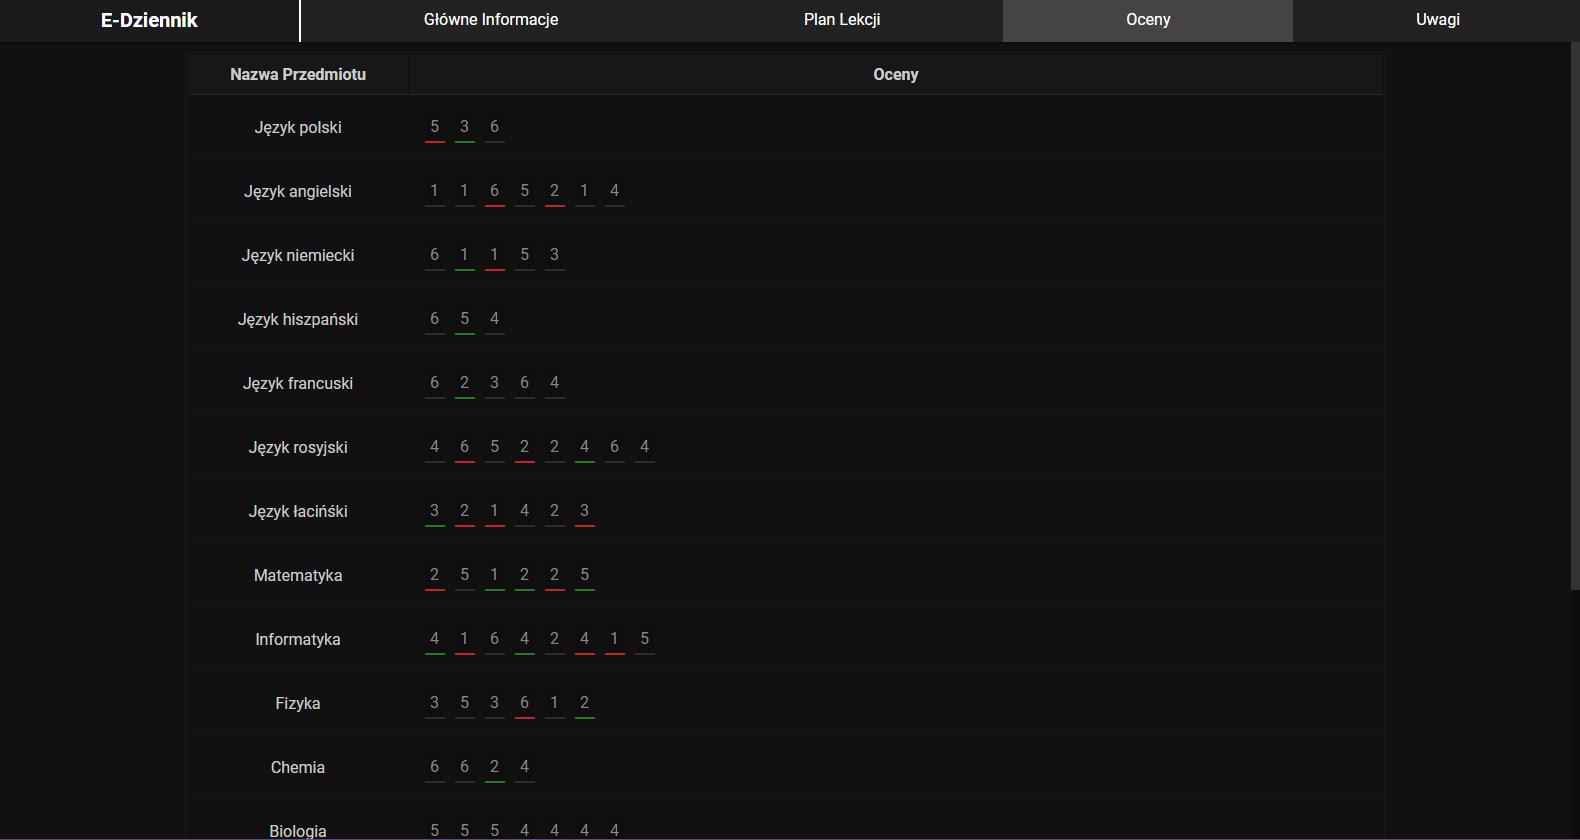 E-Dziennik Główne Informacje Plan Lekcji Oceny Uwagi
Nazwa Przedmiotu Oceny
Język polski 5 3 6
Język angielski 1 1 6 5 2 1 4
Język niemiecki 6 1 1 5 3
Język hiszpański 6 5 4
Język francuski 6 2 3 6 4
Język rosyjski 4 6 5 2 2 4 6 4
Język łacińśki 3 2 1 4 2 3
Matematyka 2 5 1 2 2 5
Informatyka 4 1 6 4 2 4 1 5
Fizyka 3 5 3 6 1 2
Chemia 6 6 2 4
Biologia 5 5 5 4 4 4 4